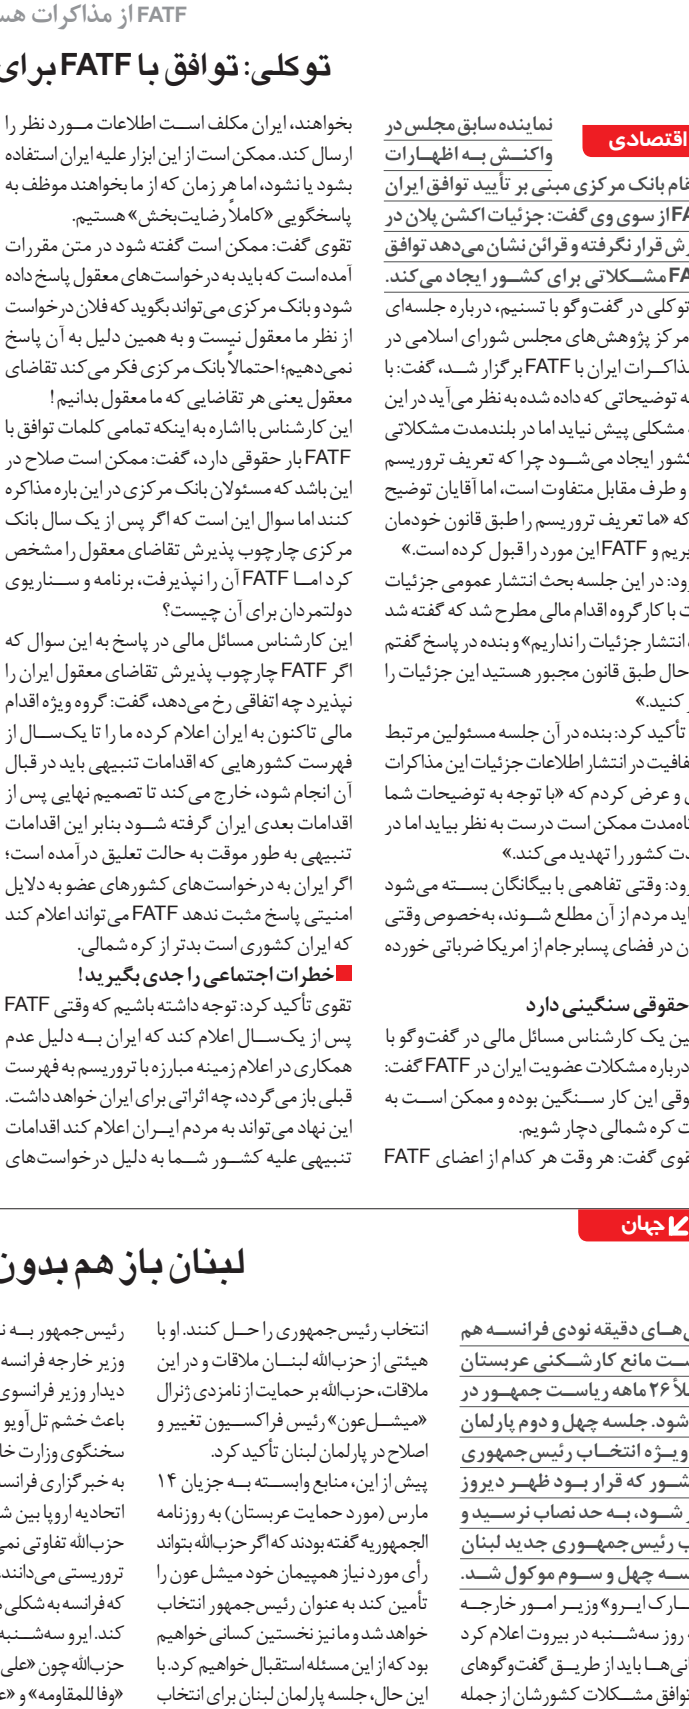 FATF از مذاکرات
توکلی: توافق با FATF برای
اقتصادی
نماینده سابق مجلس در
واکنش به اظهارات
قام بانک مرکزی مبنی بر تأیید توافق ایران
از سوی وی گفت: جزئیات اکشن پلان در
قرار نگرفته و قرائن نشان می‌دهد توافق
مشکلاتی برای کشور ایجاد می‌کند.
توکلی در گفت‌وگو با تسنیم، درباره جلسه‌ای
مرکز پژوهش‌های مجلس شورای اسلامی در
ذاکرات ایران با FATF برگزار شد، گفت: با
ه توضیحاتی که داده شده به نظر می‌آید در این
مشکلی پیش نیاید اما در بلندمدت مشکلاتی
کشور ایجاد می‌شود چرا که تعریف تروریسم
و طرف مقابل متفاوت است، اما آقایان توضیح
که «ما تعریف تروریسم را طبق قانون خودمان
بریم و FATF این مورد را قبول کرده است.»
رود: در این جلسه بحث انتشار عمومی جزئیات
ت با کارگروه اقدام مالی مطرح شد که گفته شد
انتشار جزئیات را نداریم» و بنده در پاسخ گفتم
حال طبق قانون مجبور هستید این جزئیات را
کنید.»
تأکید کرد: بنده در آن جلسه مسئولین مرتبط
فافیت در انتشار اطلاعات جزئیات این مذاکرات
و عرض کردم که «با توجه به توضیحات شما
تاه‌مدت ممکن است درست به نظر بیاید اما در
دت کشور را تهدید می‌کند.»
رود: وقتی تفاهمی با بیگانگان بسته می‌شود
اید مردم از آن مطلع شوند، به‌خصوص وقتی
ن در فضای پسابرجام از امریکا ضرباتی خورده
حقوقی سنگینی دارد
ین یک کارشناس مسائل مالی در گفت‌وگو با
درباره مشکلات عضویت ایران در FATF گفت:
وقی این کار سنگین بوده و ممکن است به
ت کره شمالی دچار شویم.
قوی گفت: هر وقت هر کدام از اعضای FATF
بخواهند، ایران مکلف است اطلاعات مورد نظر را
ارسال کند. ممکن است از این ابزار علیه ایران استفاده
بشود یا نشود، اما هر زمان که از ما بخواهند موظف به
پاسخگویی «کاملاً رضایت‌بخش» هستیم.
تقوی گفت: ممکن است گفته شود در متن مقررات
آمده است که باید به درخواست‌های معقول پاسخ داده
شود و بانک مرکزی می‌تواند بگوید که فلان درخواست
از نظر ما معقول نیست و به همین دلیل به آن پاسخ
نمی‌دهیم؛ احتمالاً بانک مرکزی فکر می‌کند تقاضای
معقول یعنی هر تقاضایی که ما معقول بدانیم!
این کارشناس با اشاره به اینکه تمامی کلمات توافق با
FATF بار حقوقی دارد، گفت: ممکن است صلاح در
این باشد که مسئولان بانک مرکزی در این باره مذاکره
کنند اما سوال این است که اگر پس از یک سال بانک
مرکزی چارچوب پذیرش تقاضای معقول را مشخص
کرد اما FATF آن را نپذیرفت، برنامه و سناریوی
دولتمردان برای آن چیست؟
این کارشناس مسائل مالی در پاسخ به این سوال که
اگر FATF چارچوب پذیرش تقاضای معقول ایران را
نپذیرد چه اتفاقی رخ می‌دهد، گفت: گروه ویژه اقدام
مالی تاکنون به ایران اعلام کرده ما را تا یک‌سال از
فهرست کشورهایی که اقدامات تنبیهی باید در قبال
آن انجام شود، خارج می‌کند تا تصمیم نهایی پس از
اقدامات بعدی ایران گرفته شود بنابر این اقدامات
تنبیهی به طور موقت به حالت تعلیق درآمده است؛
اگر ایران به درخواست‌های کشورهای عضو به دلایل
امنیتی پاسخ مثبت ندهد FATF می‌تواند اعلام کند
که ایران کشوری است بدتر از کره شمالی.
خطرات اجتماعی را جدی بگیرید!
تقوی تأکید کرد: توجه داشته باشیم که وقتی FATF
پس از یک‌سال اعلام کند که ایران به دلیل عدم
همکاری در اعلام زمینه مبارزه با تروریسم به فهرست
قبلی باز می‌گردد، چه اثراتی برای ایران خواهد داشت.
این نهاد می‌تواند به مردم ایران اعلام کند اقدامات
تنبیهی علیه کشور شما به دلیل درخواست‌های
جهان
لبنان باز هم بدون
ی‌های دقیقه نودی فرانسه هم
ست مانع کارشکنی عربستان
لأ ۲۶ ماهه ریاست جمهور در
شود. جلسه چهل و دوم پارلمان
ویژه انتخاب رئیس‌جمهوری
شور که قرار بود ظهر دیروز
ر شود، به حد نصاب نرسید و
ب رئیس‌جمهوری جدید لبنان
سه چهل و سوم موکول شد.
ارک ایرو» وزیر امور خارجه
روز سه‌شنبه در بیروت اعلام کرد
انی‌ها باید از طریق گفت‌وگوهای
توافق مشکلات کشورشان از جمله
انتخاب رئیس‌جمهوری را حل کنند. او با
هیئتی از حزب‌الله لبنان ملاقات و در این
ملاقات، حزب‌الله بر حمایت از نامزدی ژنرال
«میشل‌عون» رئیس فراکسیون تغییر و
اصلاح در پارلمان لبنان تأکید کرد.
پیش از این، منابع وابسته به جریان ۱۴
مارس (مورد حمایت عربستان) به روزنامه
الجمهوریه گفته بودند که اگر حزب‌الله بتواند
رأی مورد نیاز همپیمان خود میشل عون را
تأمین کند به عنوان رئیس‌جمهور انتخاب
خواهد شد و ما نیز نخستین کسانی خواهیم
بود که از این مسئله استقبال خواهیم کرد. با
این حال، جلسه پارلمان لبنان برای انتخاب
رئیس‌جمهور به
وزیر خارجه فرانسه
دیدار وزیر فرانسوی
باعث خشم تل‌آویو
سخنگوی وزارت
به خبرگزاری
اتحادیه اروپا بین
حزب‌الله تفاوتی
تروریستی می‌دانند،
که فرانسه به شکلی
کند. ایرو سه‌شنبه
حزب‌الله چون «علی
«وفا للمقاومه» و